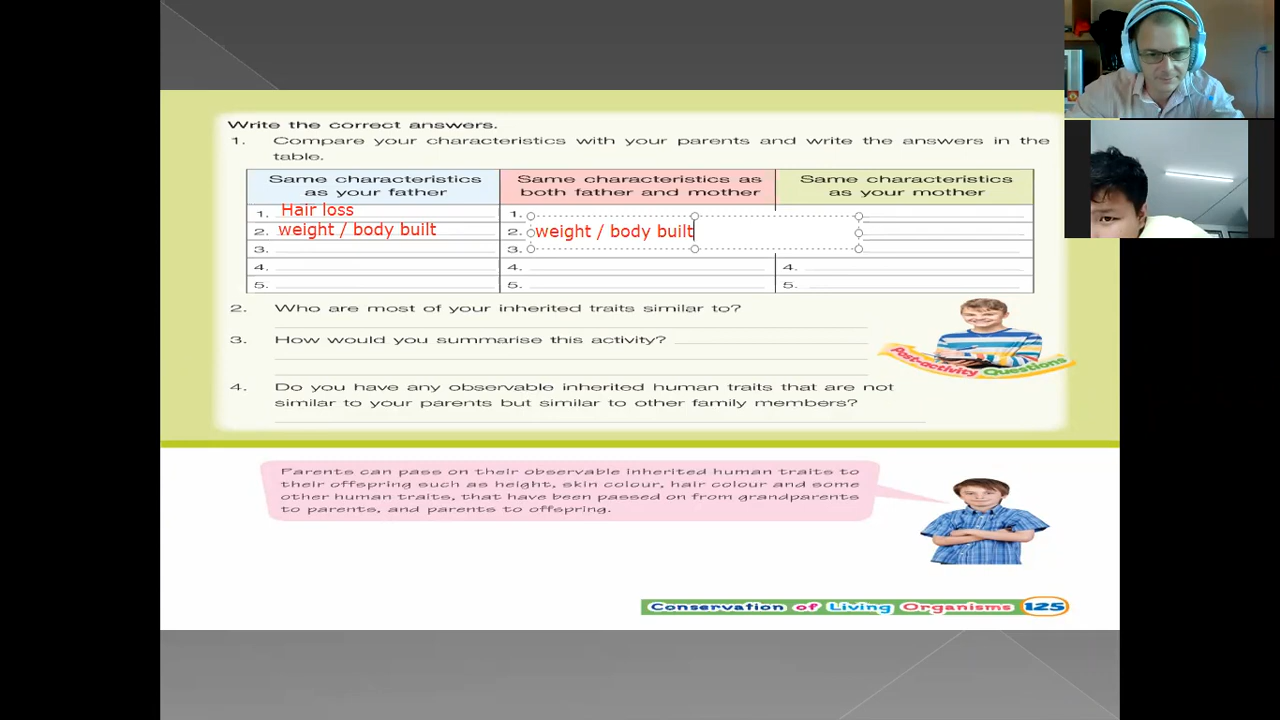 Write the correct answers.
1. Compare your characteristics with your parents and write the answers in the
table.
Same characteristics as your father
Same characteristics as both father and mother
Same characteristics as your mother
1. Hair loss
2. weight / body built
3.
4.
5.
1.
2. weight / body built
3.
4.
5.
4.
5.
2. Who are most of your inherited traits similar to?
3. How would you summarise this activity?
4. Do you have any observable inherited human traits that are not
similar to your parents but similar to other family members?
Post-activity Questions
Parents can pass on their observable inherited human traits to
their offspring such as height, skin colour, hair colour and some
other human traits, that have been passed on from grandparents
to parents, and parents to offspring.
Conservation of Living Organisms 125